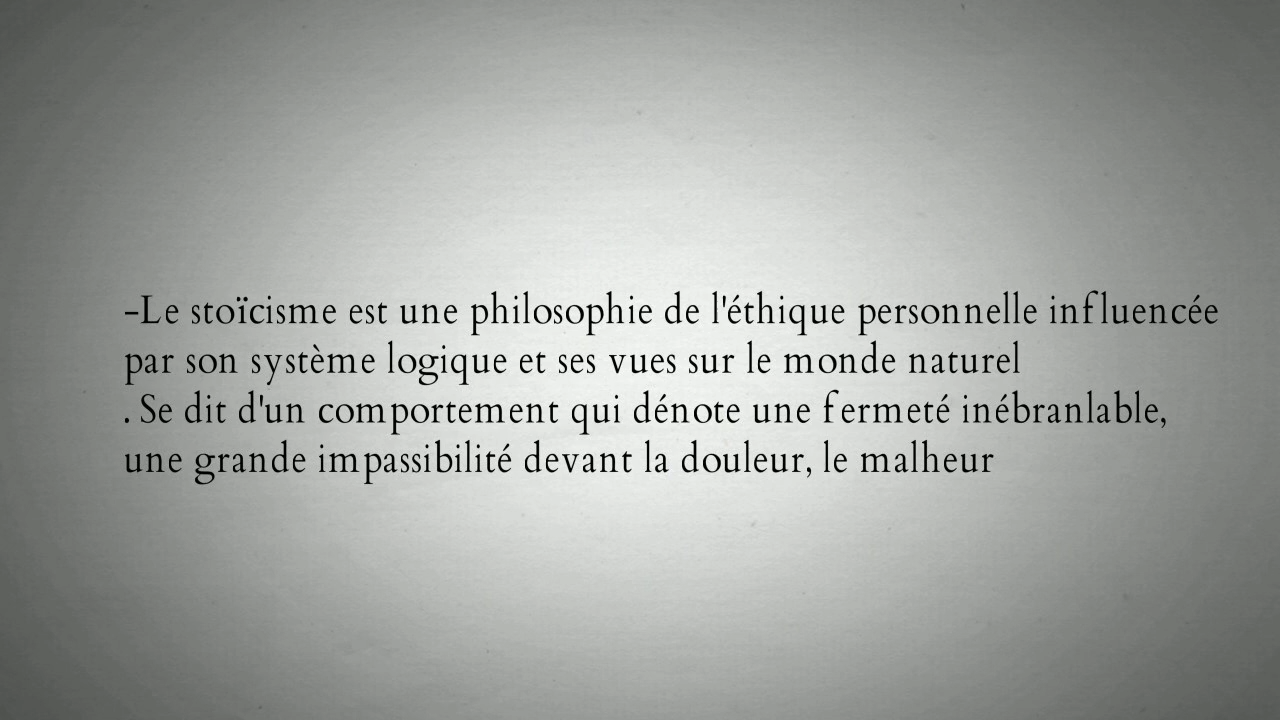 -Le stoïcisme est une philosophie de l'éthique personnelle influencée
par son système logique et ses vues sur le monde naturel
. Se dit d'un comportement qui dénote une fermeté inébranlable,
une grande impassibilité devant la douleur, le malheur